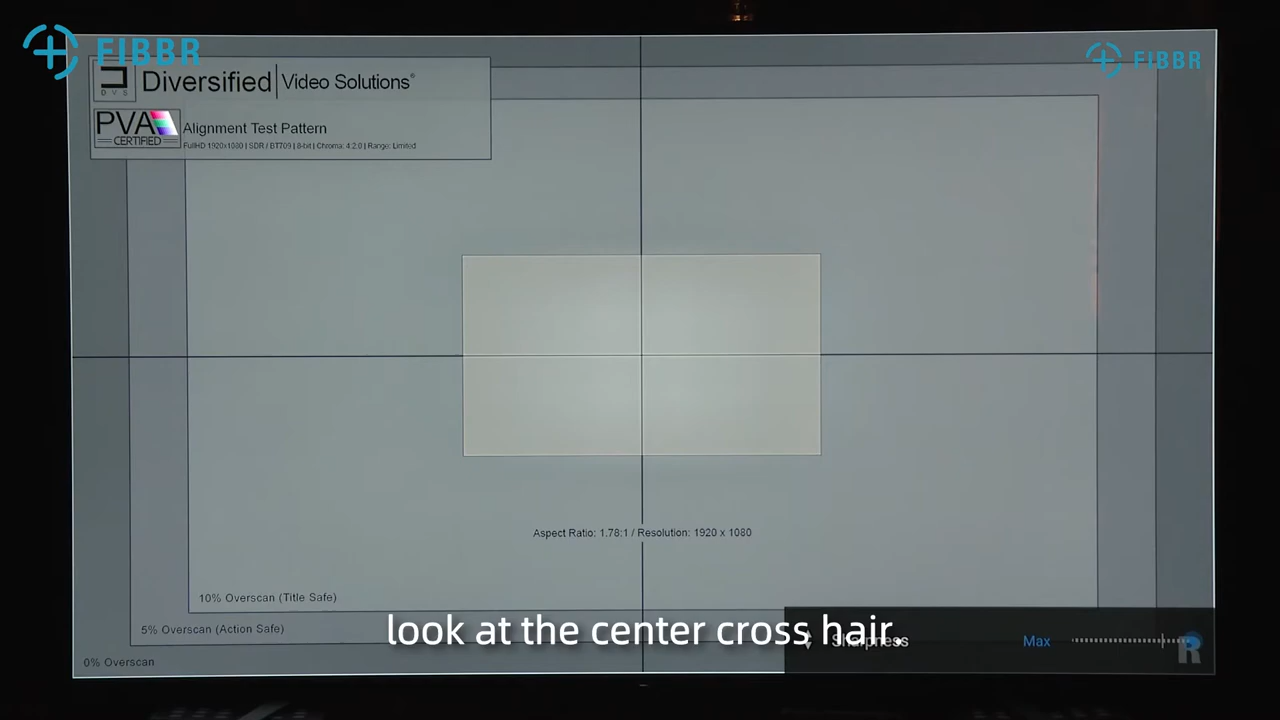 FIBBR
FIBBR
DVS
Diversified Video Solutions®
PVA
CERTIFIED
Alignment Test Pattern
FullHD 1920x1080 | SDR / BT709 | 8-bit | Chroma: 4:2:0 | Range: Limited
Aspect Ratio: 1.78:1 / Resolution: 1920 x 1080
10% Overscan (Title Safe)
5% Overscan (Action Safe)
0% Overscan
look at the center cross hair.
Sharpness Max
R